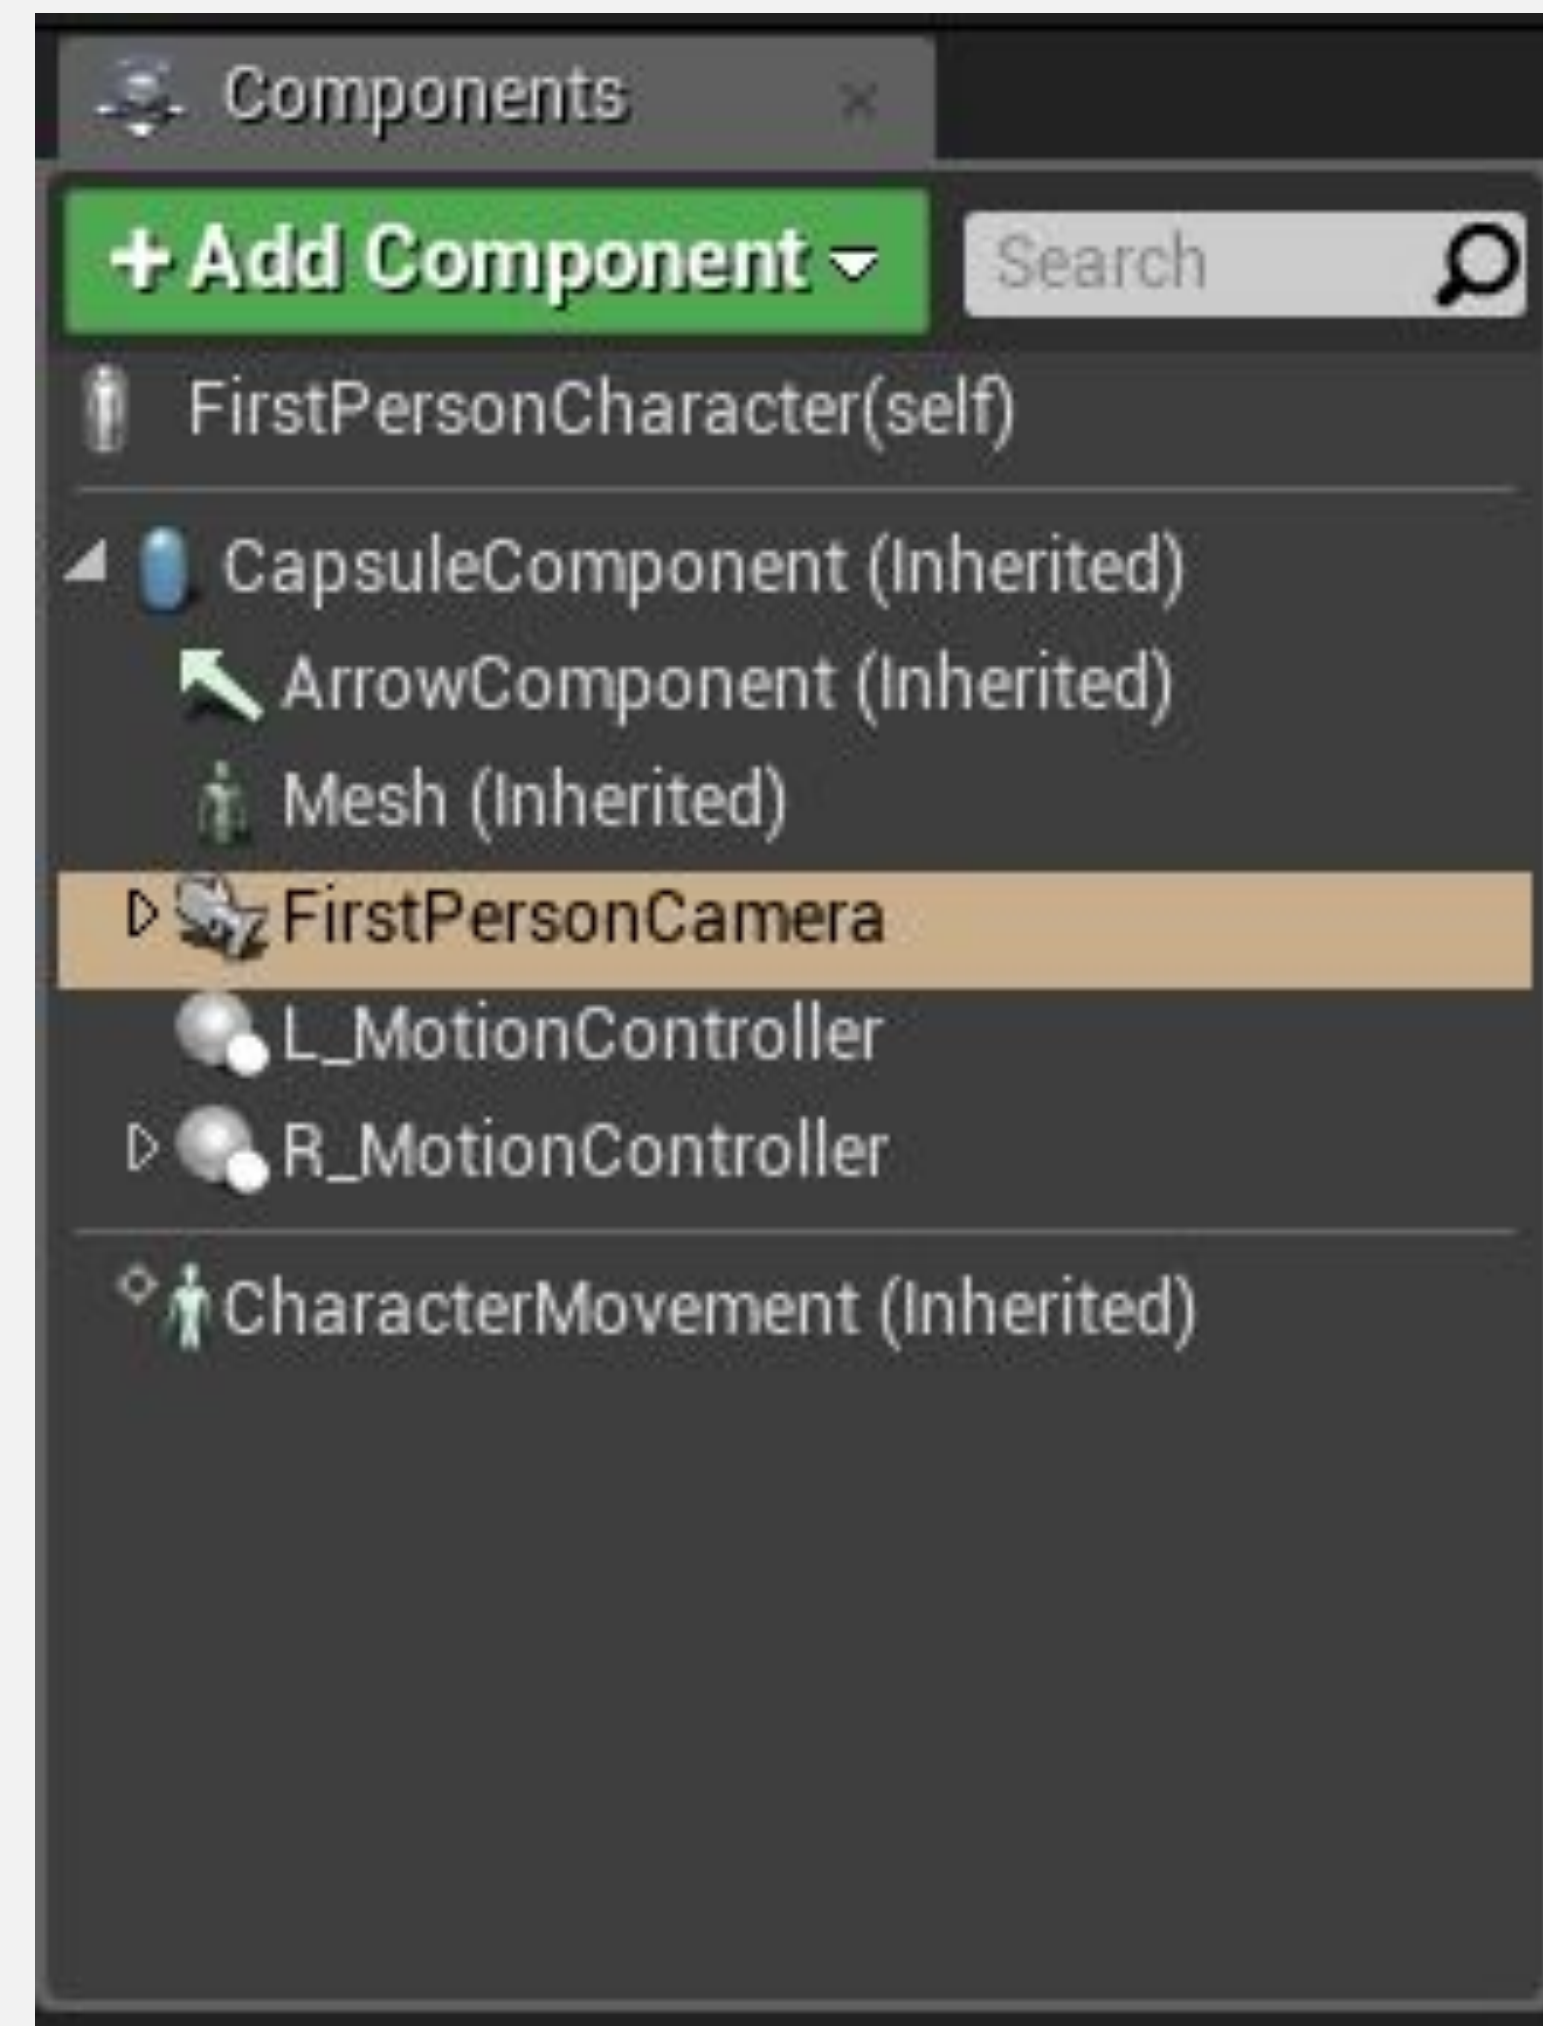 Components
+ Add Component
Search
FirstPersonCharacter(self)
CapsuleComponent (Inherited)
ArrowComponent (Inherited)
Mesh (Inherited)
FirstPersonCamera
L_MotionController
R_MotionController
CharacterMovement (Inherited)